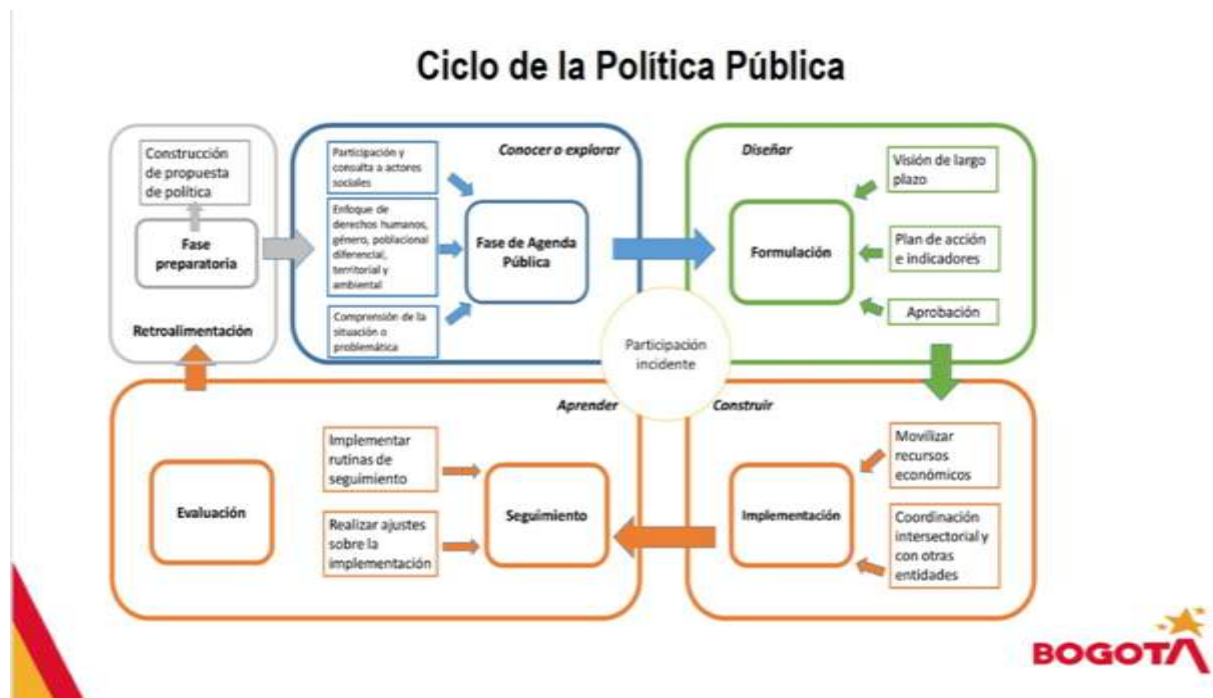 Ciclo de la Política Pública
Construcción
de propuesta
de política
Fase
preparatoria
Retroalimentación
Conocer o explorar
Participación y
consulta a actores
sociales
Enfoque de
derechos humanos,
género, poblacional
diferencial,
territorial y
ambiental
Comprensión de la
situación o
problemática
Fase de Agenda
Pública
Diseñar
Formulación
Visión de largo
plazo
Plan de acción
e indicadores
Aprobación
Participación
incidente
Aprender
Evaluación
Implementar
rutinas de
seguimiento
Realizar ajustes
sobre la
implementación
Seguimiento
Construir
Implementación
Movilizar
recursos
económicos
Coordinación
intersectorial y
con otras
entidades
BOGOTA